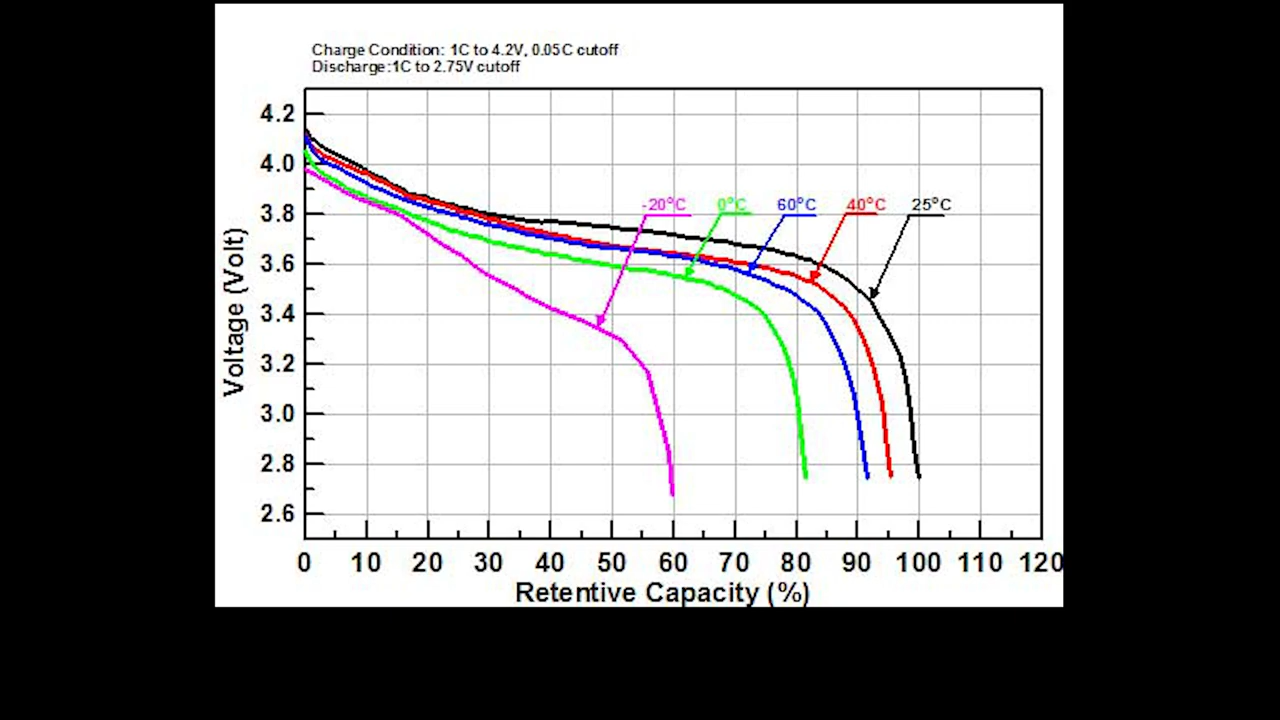 Charge Condition: 1C to 4.2V, 0.05C cutoff
Discharge:1C to 2.75V cutoff
4.2
4.0
3.8
3.6
3.4
3.2
3.0
2.8
2.6
Voltage (Volt)
-20°C 0°C 60°C 40°C 25°C
0 10 20 30 40 50 60 70 80 90 100 110 120
Retentive Capacity (%)